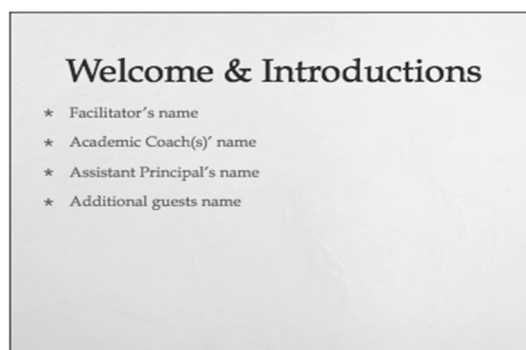 Welcome & Introductions
* Facilitator's name
* Academic Coach(s)' name
* Assistant Principal's name
* Additional guests name